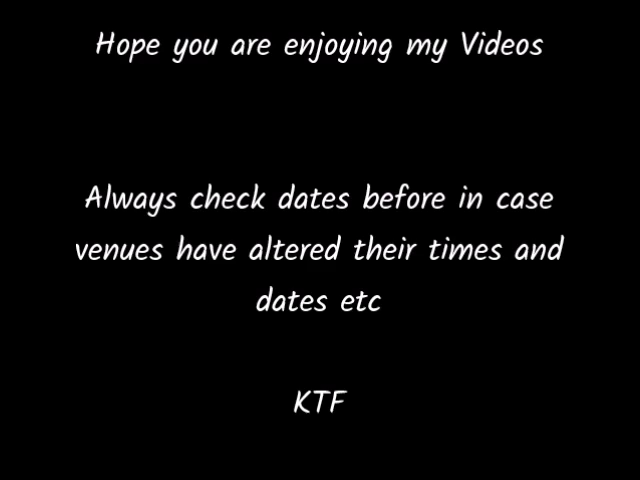 Hope you are enjoying my Videos
Always check dates before in case
venues have altered their times and
dates etc
KTF